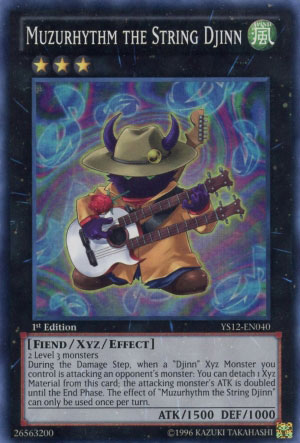 MUZURHYTHM THE STRING DJINN
WIND
風
1st Edition
YS12-EN040
[FIEND/XYZ/EFFECT]
2 Level 3 monsters
During the Damage Step, when a "Djinn" Xyz Monster you
control is attacking an opponent's monster: You can detach 1 Xyz
Material from this card; the attacking monster's ATK is doubled
until the End Phase. The effect of "Muzurhythm the String Djinn"
can only be used once per turn.
ATK/1500 DEF/1000
26563200
©1996 KAZUKI TAKAHASHI